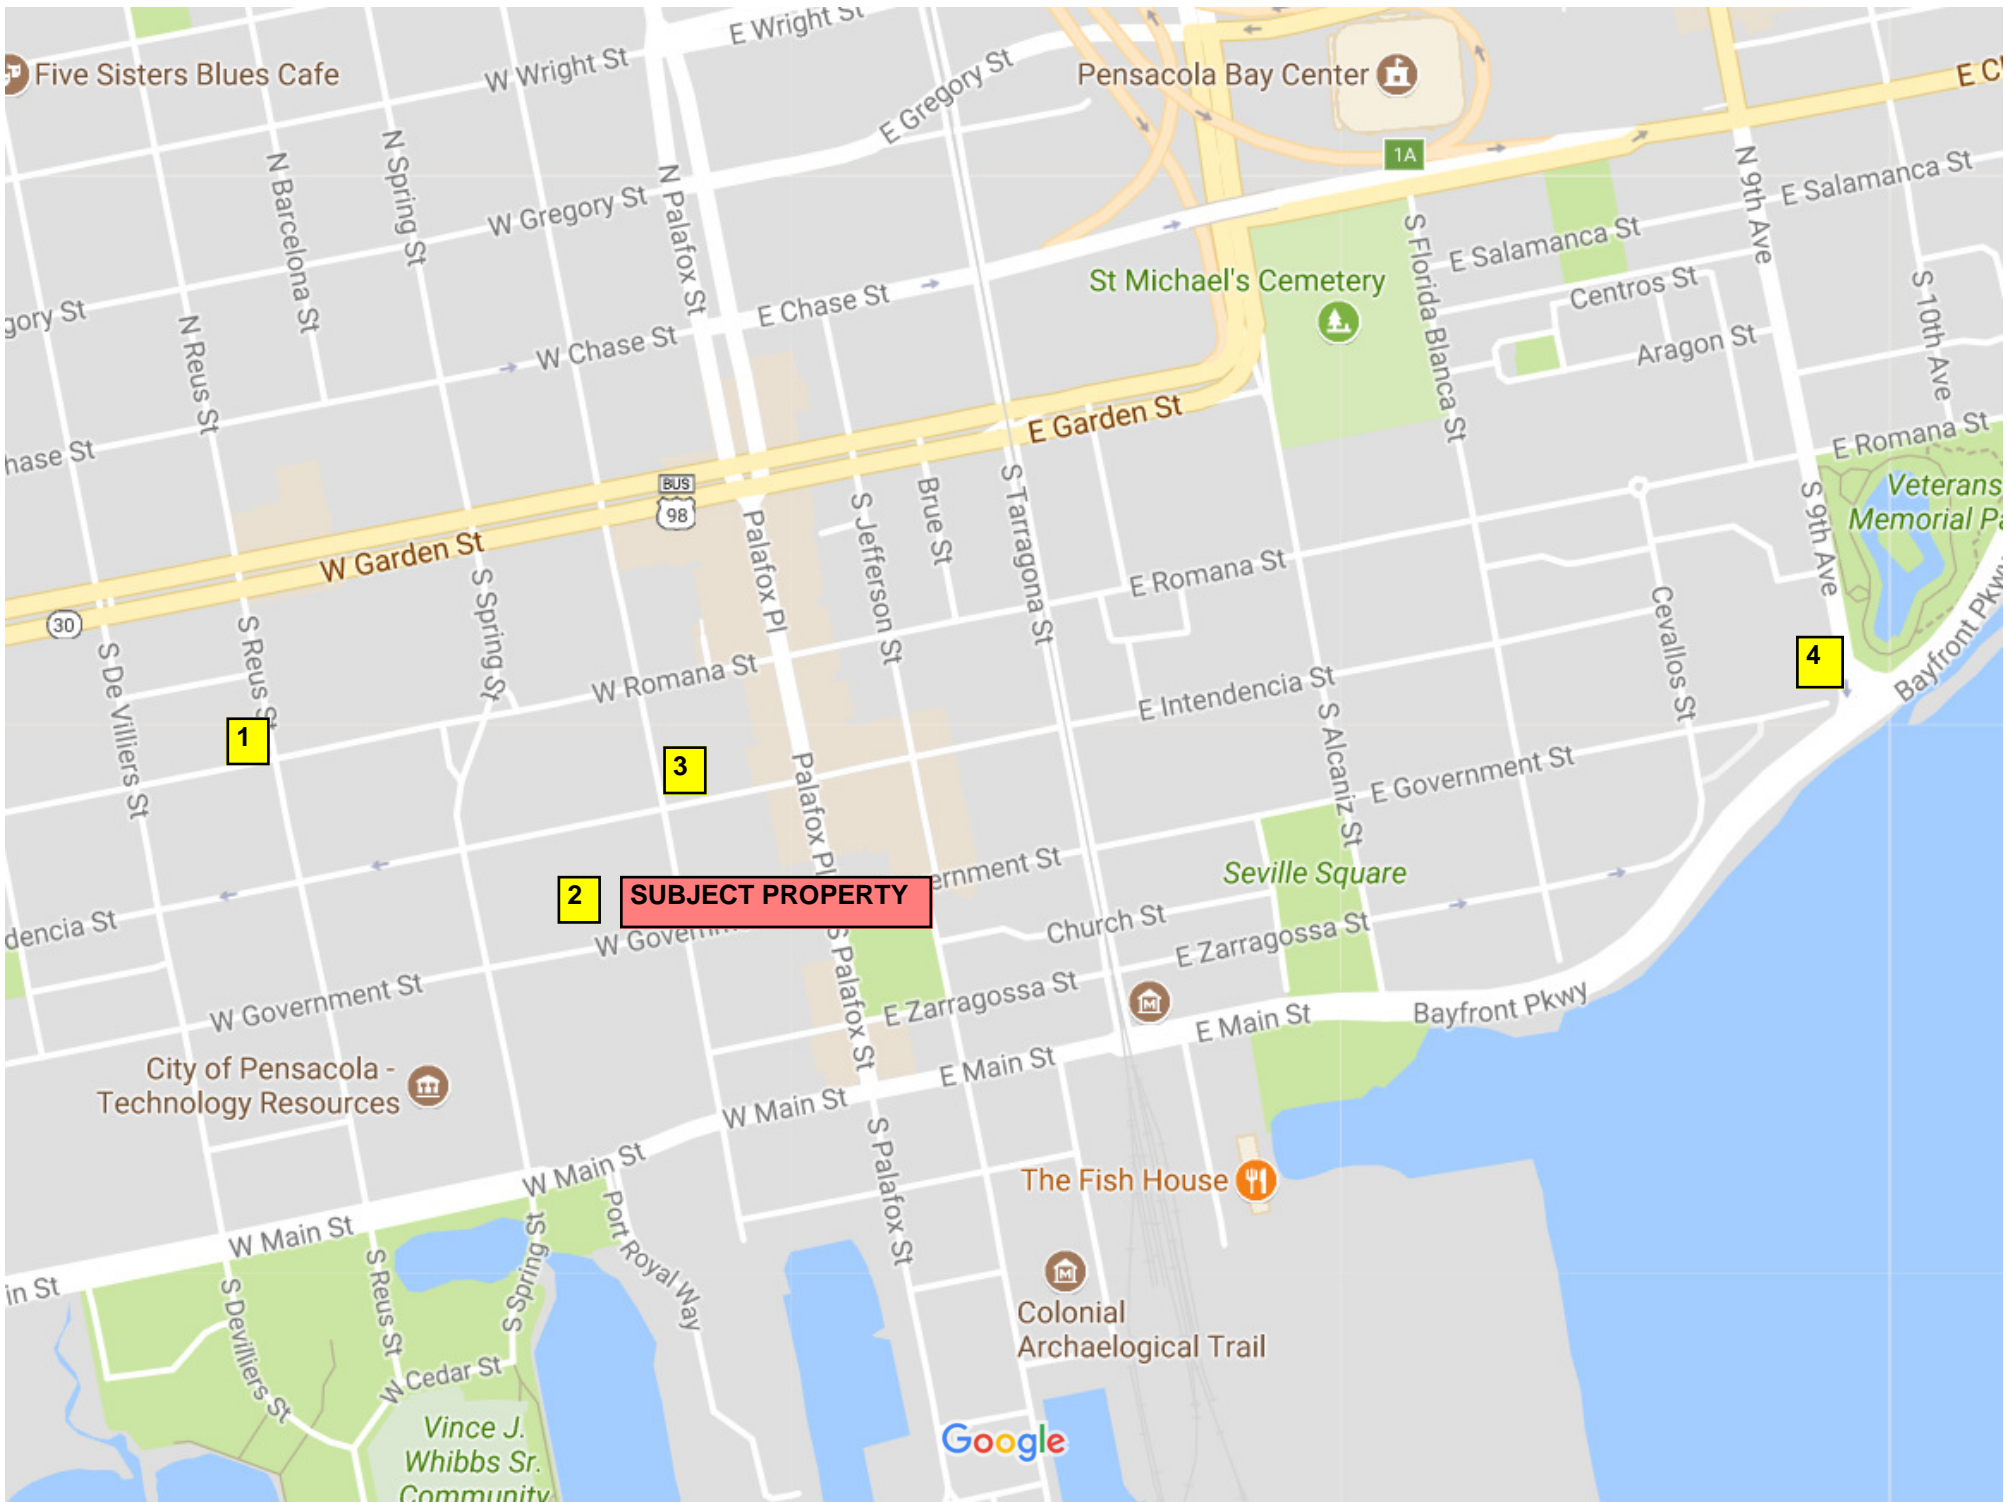 E Wright St
Five Sisters Blues Cafe
W Wright St
E Gregory St
Pensacola Bay Center
E Ch
N Spring St
N Barcelona St
N Palafox St
1A
N 9th Ave
E Salamanca St
W Gregory St
S Florida Blanca St
E Salamanca St
St Michael's Cemetery
Centros St
S 10th Ave
gory St
N Reus St
E Chase St
W Chase St
Aragon St
hase St
E Garden St
E Romana St
BUS
98
Brue St
S Tarragona St
S Jefferson St
Palafox Pl
S 9th Ave
Veterans
Memorial Pa
W Garden St
S Spring St
E Romana St
30
S Reus St
S De Villiers St
Cevallos St
Bayfront Pkwy
4
W Romana St
E Intendencia St
S Alcaniz St
1
3
Palafox Pl
E Government St
2
SUBJECT PROPERTY
ernment St
Seville Square
dencia St
W Govern
Church St
E Zarragossa St
S Palafox St
W Government St
E Zarragossa St
Bayfront Pkwy
E Main St
City of Pensacola -
Technology Resources
E Main St
W Main St
S Palafox St
W Main St
The Fish House
Port Royal Way
W Main St
S Spring St
S Reus St
in St
S Devilliers St
Colonial
Archaelogical Trail
W Cedar St
Vince J.
Whibbs Sr.
Community
Google